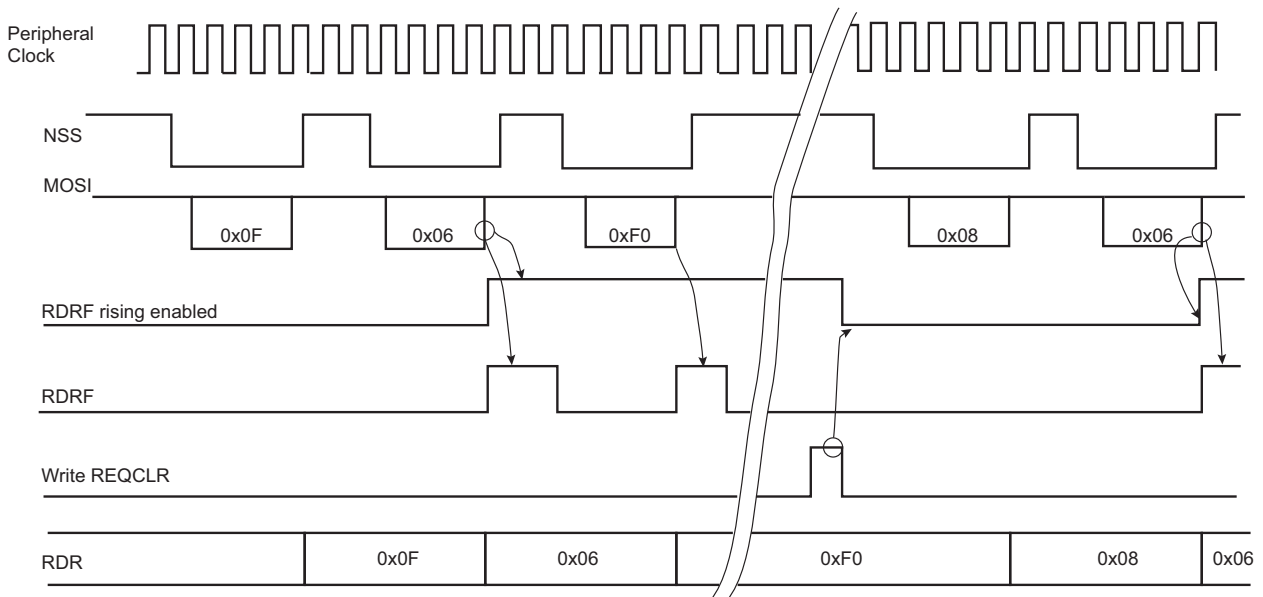 Peripheral
Clock
NSS
MOSI
0x0F
0x06
0xF0
0x08
0x06
RDRF rising enabled
RDRF
Write REQCLR
RDR
0x0F
0x06
0xF0
0x08
0x06